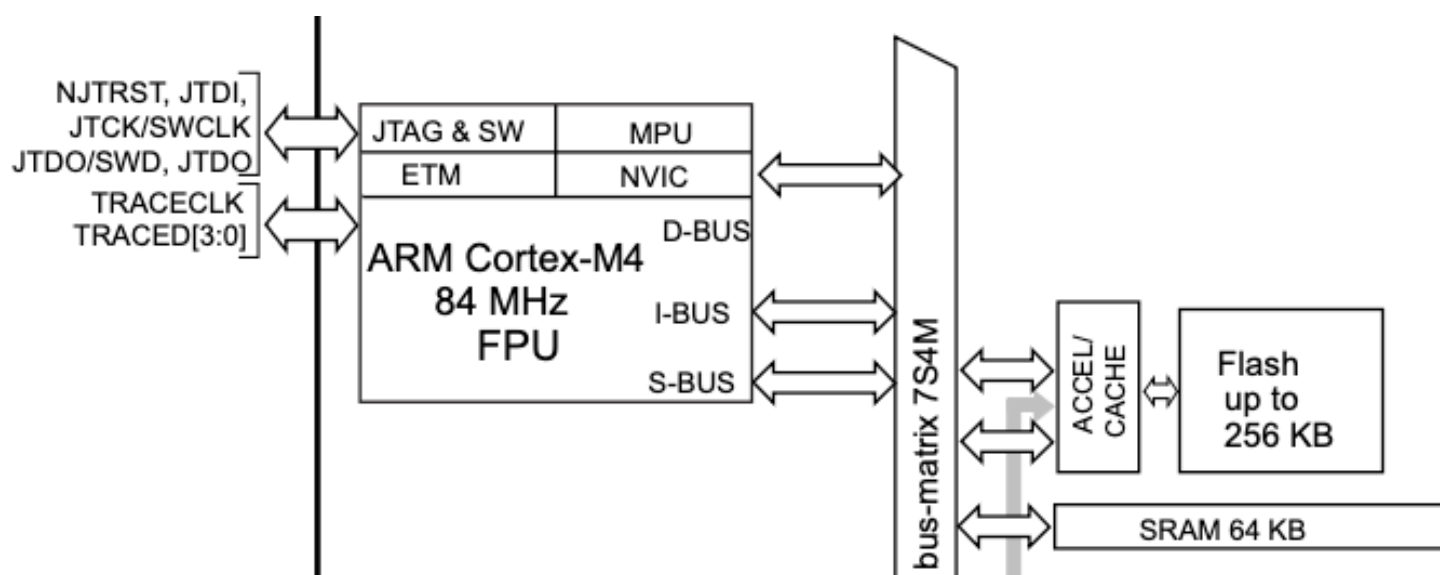 NJTRST, JTDI,
JTCK/SWCLK
JTDO/SWD, JTDO
TRACECLK
TRACED[3:0]
JTAG & SW
MPU
ETM
NVIC
D-BUS
ARM Cortex-M4
84 MHz
FPU
I-BUS
S-BUS
bus-matrix 7S4M
ACCEL/
CACHE
Flash
up to
256 KB
SRAM 64 KB